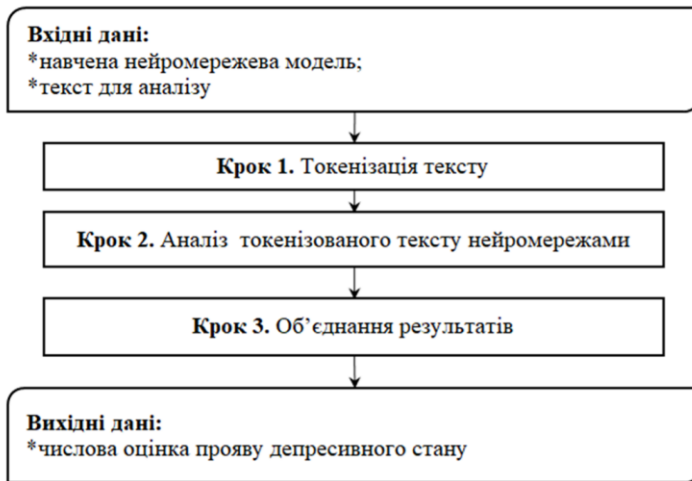 Вхідні дані:
*навчена нейромережева модель;
*текст для аналізу
Крок 1. Токенізація тексту
Крок 2. Аналіз токенізованого тексту нейромережами
Крок 3. Об’єднання результатів
Вихідні дані:
*числова оцінка прояву депресивного стану